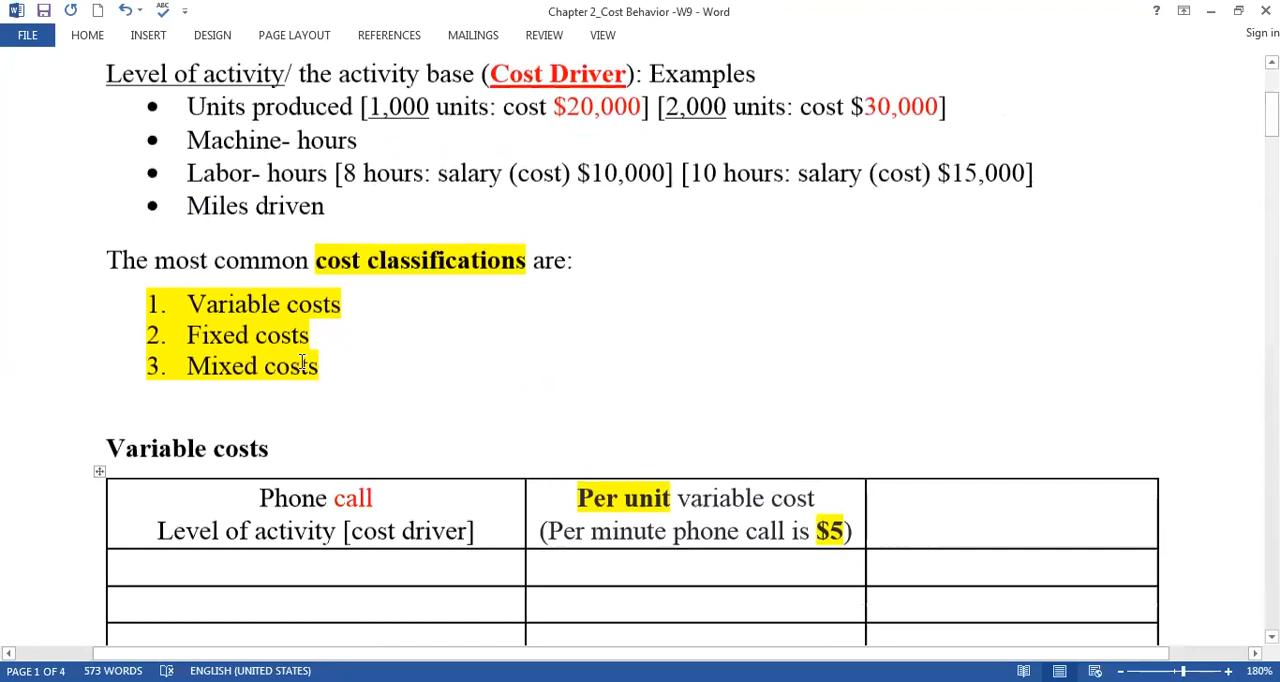 Chapter 2_Cost Behavior -W9 - Word
?
Sign in
FILE HOME INSERT DESIGN PAGE LAYOUT REFERENCES MAILINGS REVIEW VIEW
Level of activity/ the activity base (Cost Driver): Examples
• Units produced [1,000 units: cost $20,000] [2,000 units: cost $30,000]
• Machine- hours
• Labor- hours [8 hours: salary (cost) $10,000] [10 hours: salary (cost) $15,000]
• Miles driven
The most common cost classifications are:
1. Variable costs
2. Fixed costs
3. Mixed costs
Variable costs
Phone call
Level of activity [cost driver]
Per unit variable cost
(Per minute phone call is $5)
PAGE 1 OF 4 573 WORDS ENGLISH (UNITED STATES) 180%